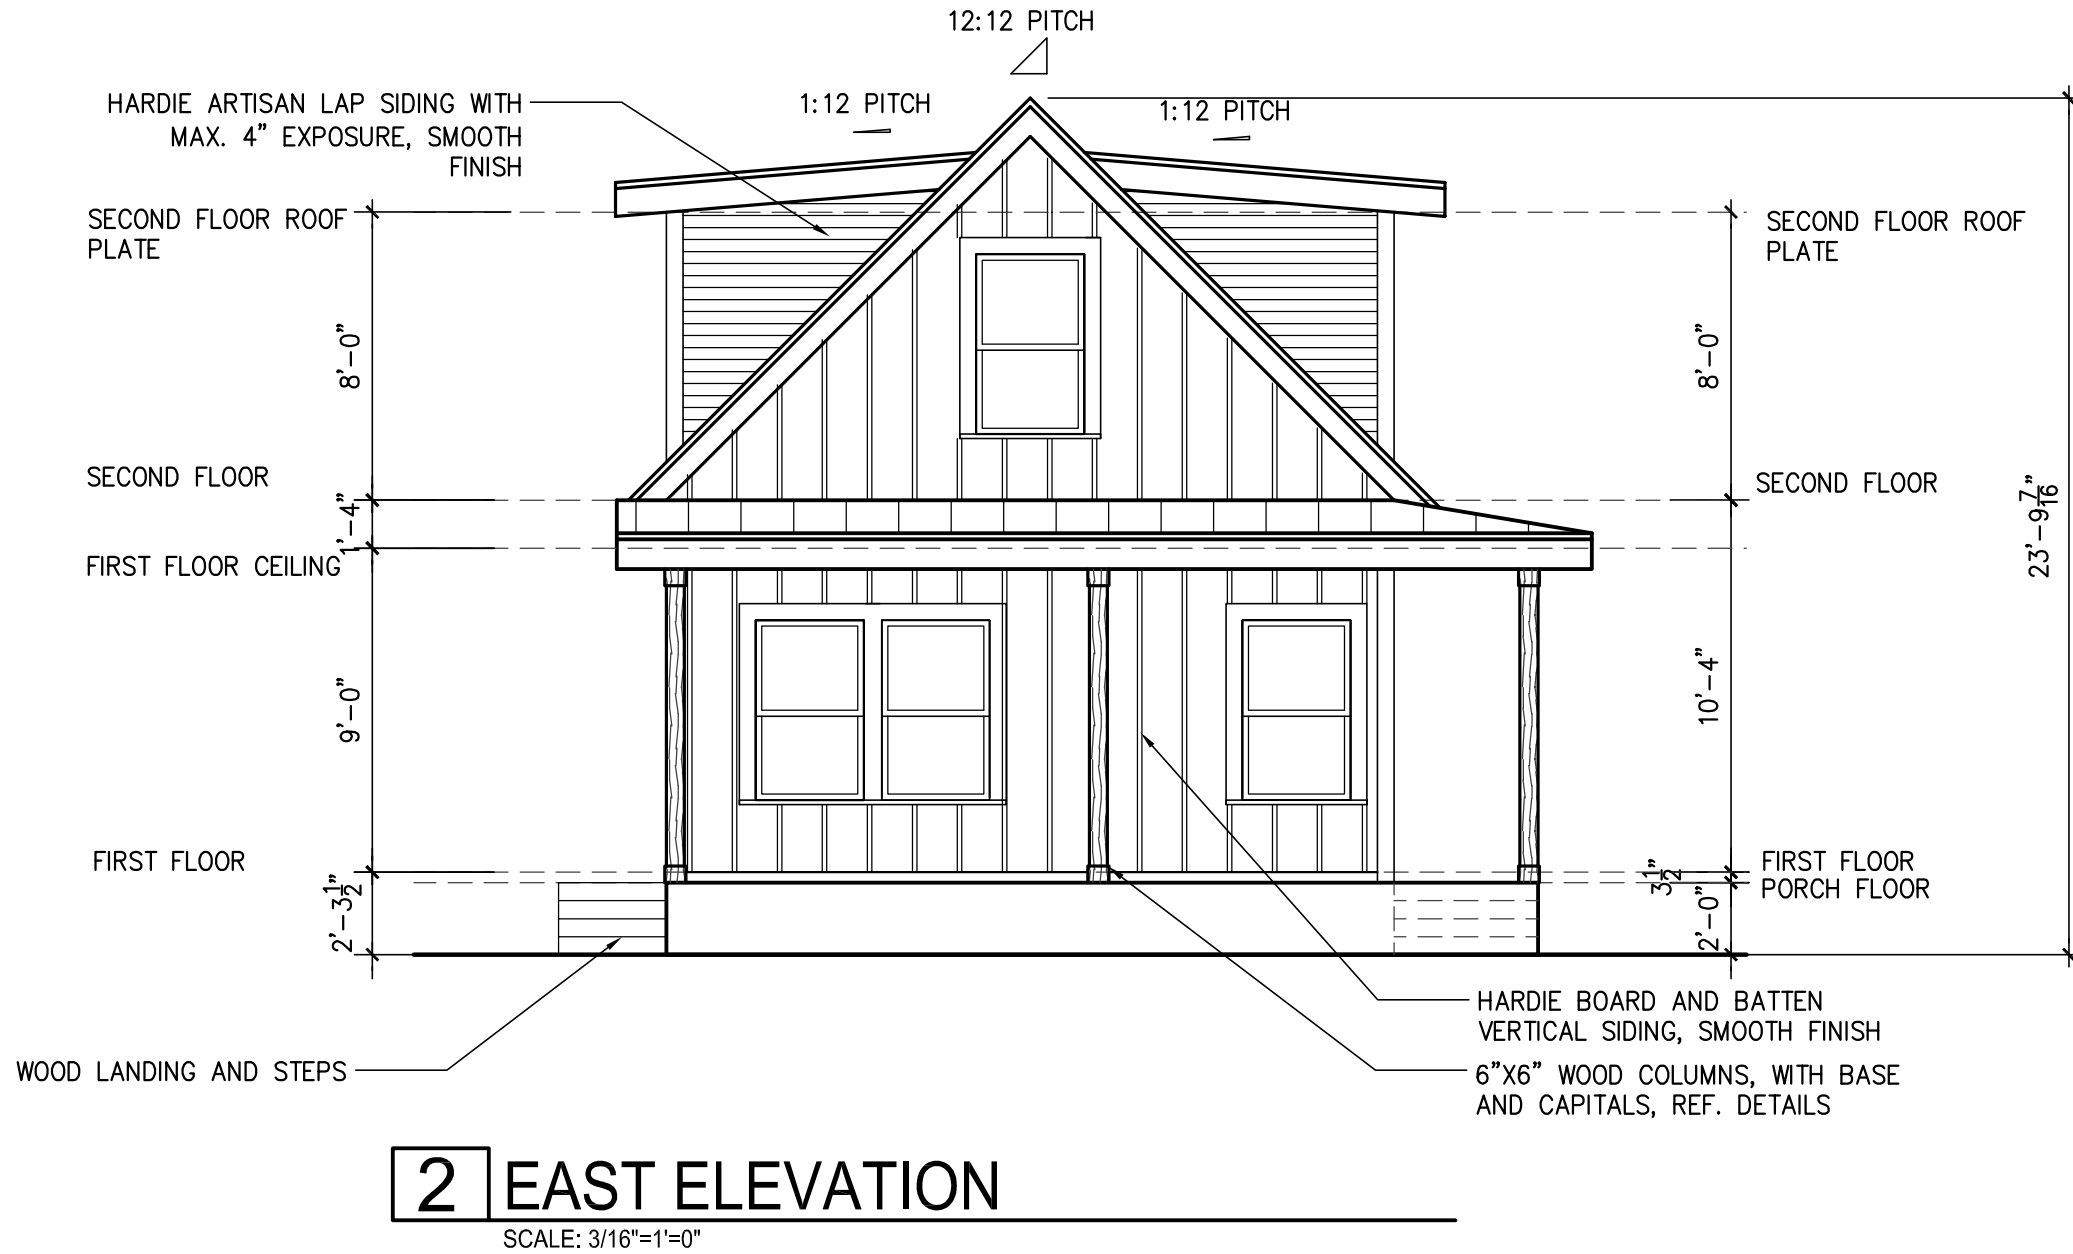 12:12 PITCH
1:12 PITCH
1:12 PITCH
HARDIE ARTISAN LAP SIDING WITH
MAX. 4" EXPOSURE, SMOOTH
FINISH
SECOND FLOOR ROOF
PLATE
SECOND FLOOR ROOF
PLATE
8'-0"
8'-0"
SECOND FLOOR
SECOND FLOOR
1'-4"
23'-9 7/16"
FIRST FLOOR CEILING
9'-0"
10'-4"
FIRST FLOOR
FIRST FLOOR
PORCH FLOOR
2'-3 1/2"
3 1/2
2'-0"
HARDIE BOARD AND BATTEN
VERTICAL SIDING, SMOOTH FINISH
WOOD LANDING AND STEPS
6"X6" WOOD COLUMNS, WITH BASE
AND CAPITALS, REF. DETAILS
2 EAST ELEVATION
SCALE: 3/16"=1'=0"